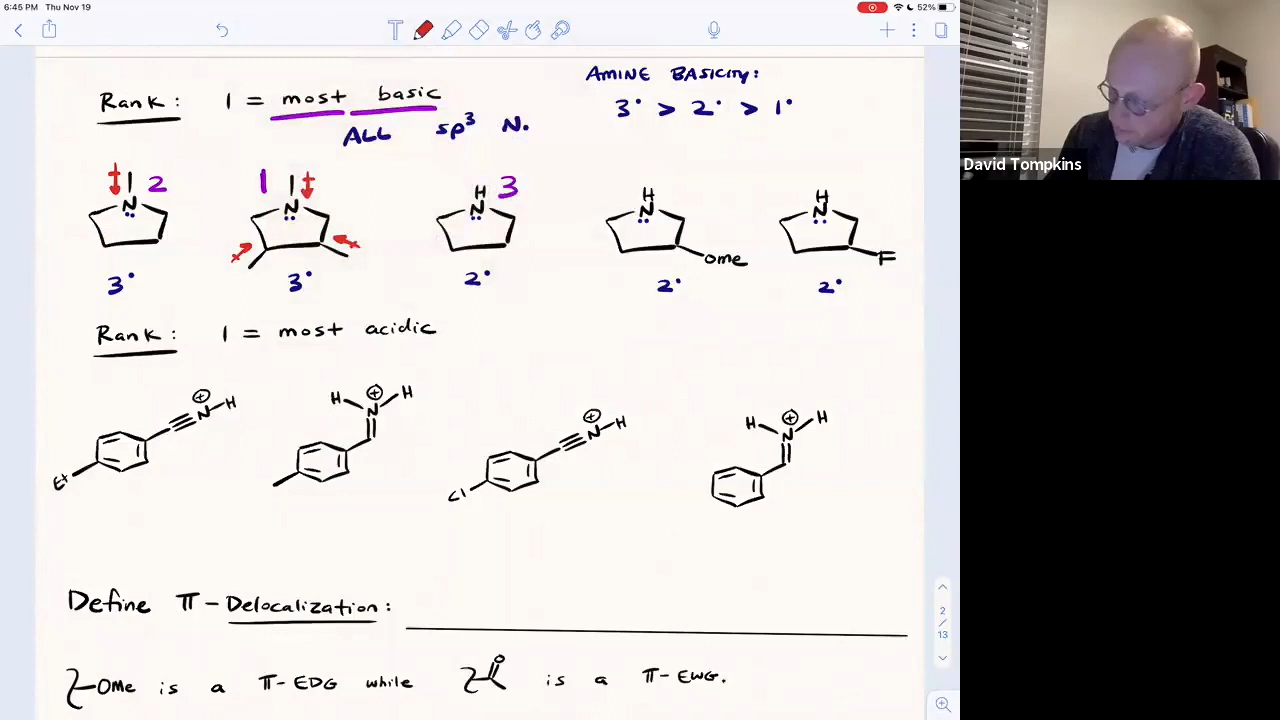 6:45 PM Thu Nov 19
52%
T
Rank: 1 = most basic
AMINE BASICITY:
3° > 2° > 1°
ALL sp³ N.
N 2
1 N
H N 3
H N OMe
H N F
3° 3° 2° 2° 2°
Rank: 1 = most acidic
Et N H +
H N H +
Cl N H +
H N H +
Define π-Delocalization:
OMe is a π-EDG while O is a π-EWG.
2
/
13
David Tompkins